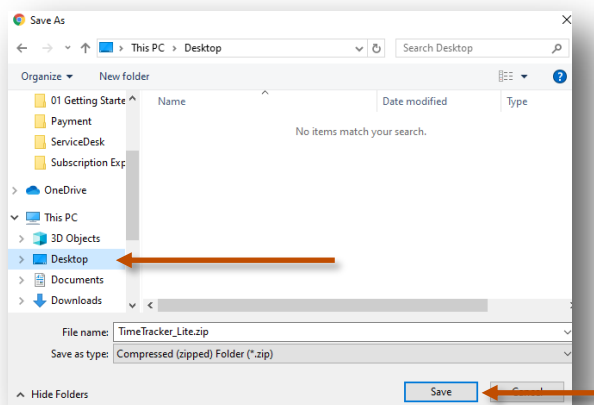 Save As
This PC > Desktop
Search Desktop
Organize
New folder
01 Getting Starte
Payment
ServiceDesk
Subscription Exp
OneDrive
This PC
3D Objects
Desktop
Documents
Downloads
Name
Date modified
Type
No items match your search.
File name: TimeTracker_Lite.zip
Save as type: Compressed (zipped) Folder (*.zip)
Hide Folders
Save
Cancel